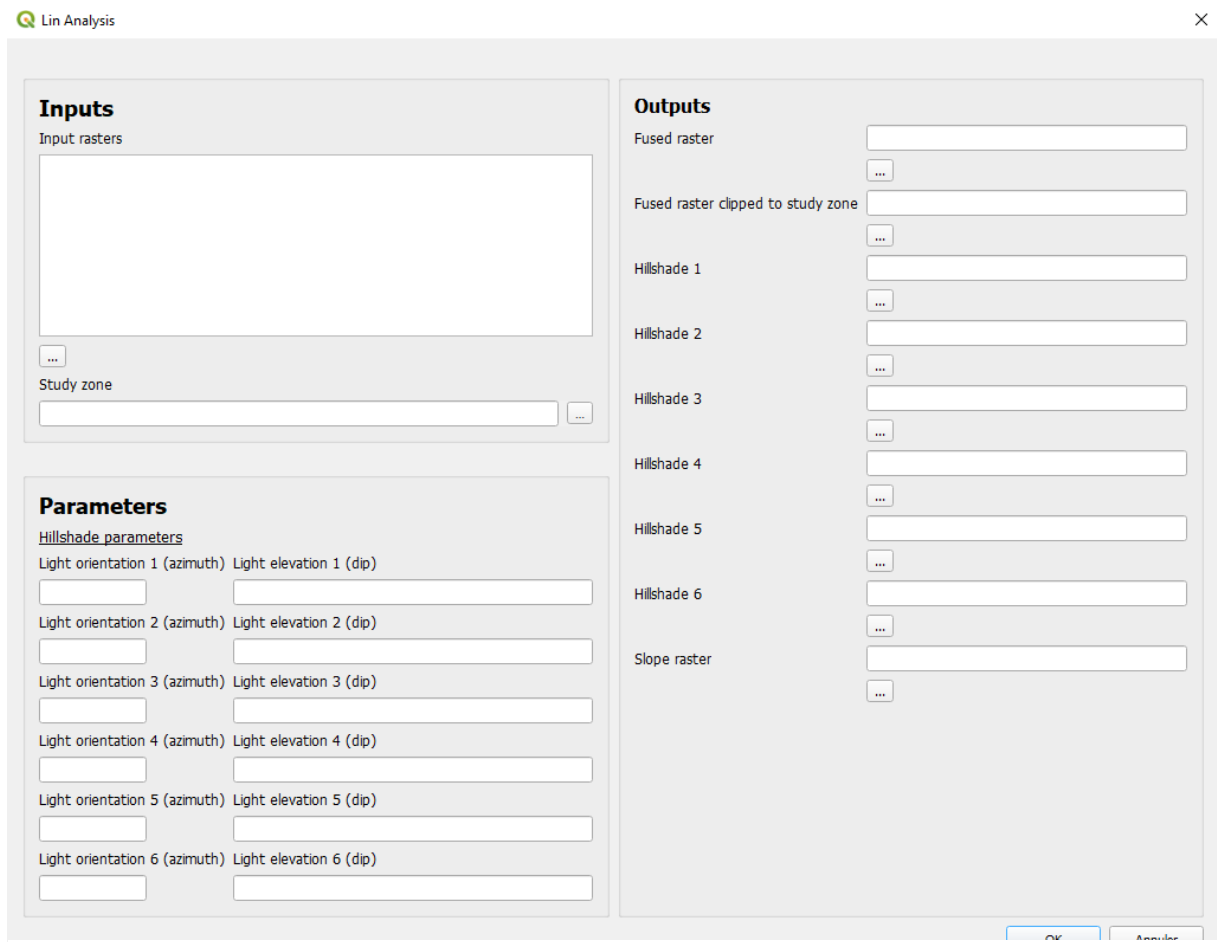 Lin Analysis
Inputs
Input rasters
...
Study zone
...
Parameters
Hillshade parameters
Light orientation 1 (azimuth) Light elevation 1 (dip)
Light orientation 2 (azimuth) Light elevation 2 (dip)
Light orientation 3 (azimuth) Light elevation 3 (dip)
Light orientation 4 (azimuth) Light elevation 4 (dip)
Light orientation 5 (azimuth) Light elevation 5 (dip)
Light orientation 6 (azimuth) Light elevation 6 (dip)
Outputs
Fused raster
...
Fused raster clipped to study zone
...
Hillshade 1
...
Hillshade 2
...
Hillshade 3
...
Hillshade 4
...
Hillshade 5
...
Hillshade 6
...
Slope raster
...
OK Annuler